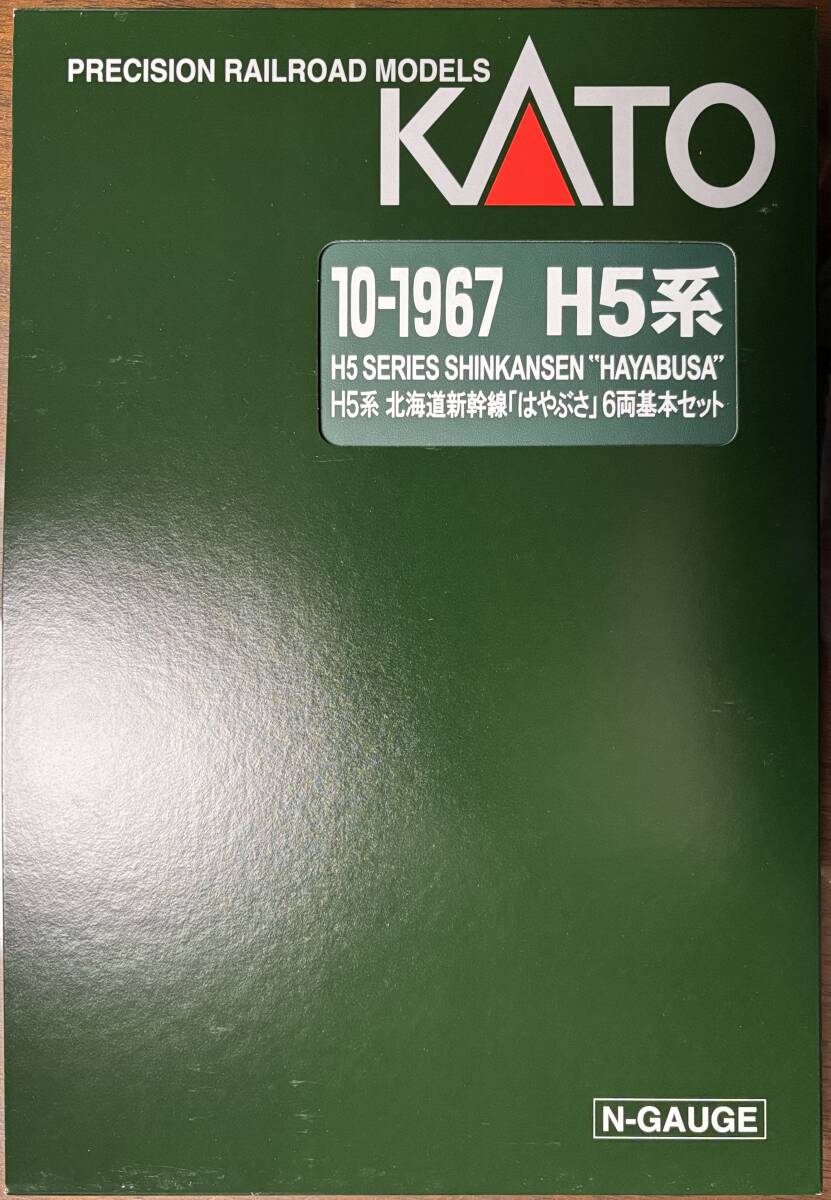 PRECISION RAILROAD MODELS
KATO
10-1967 H5系
H5 SERIES SHINKANSEN "HAYABUSA"
H5系 北海道新幹線「はやぶさ」6両基本セット
N-GAUGE